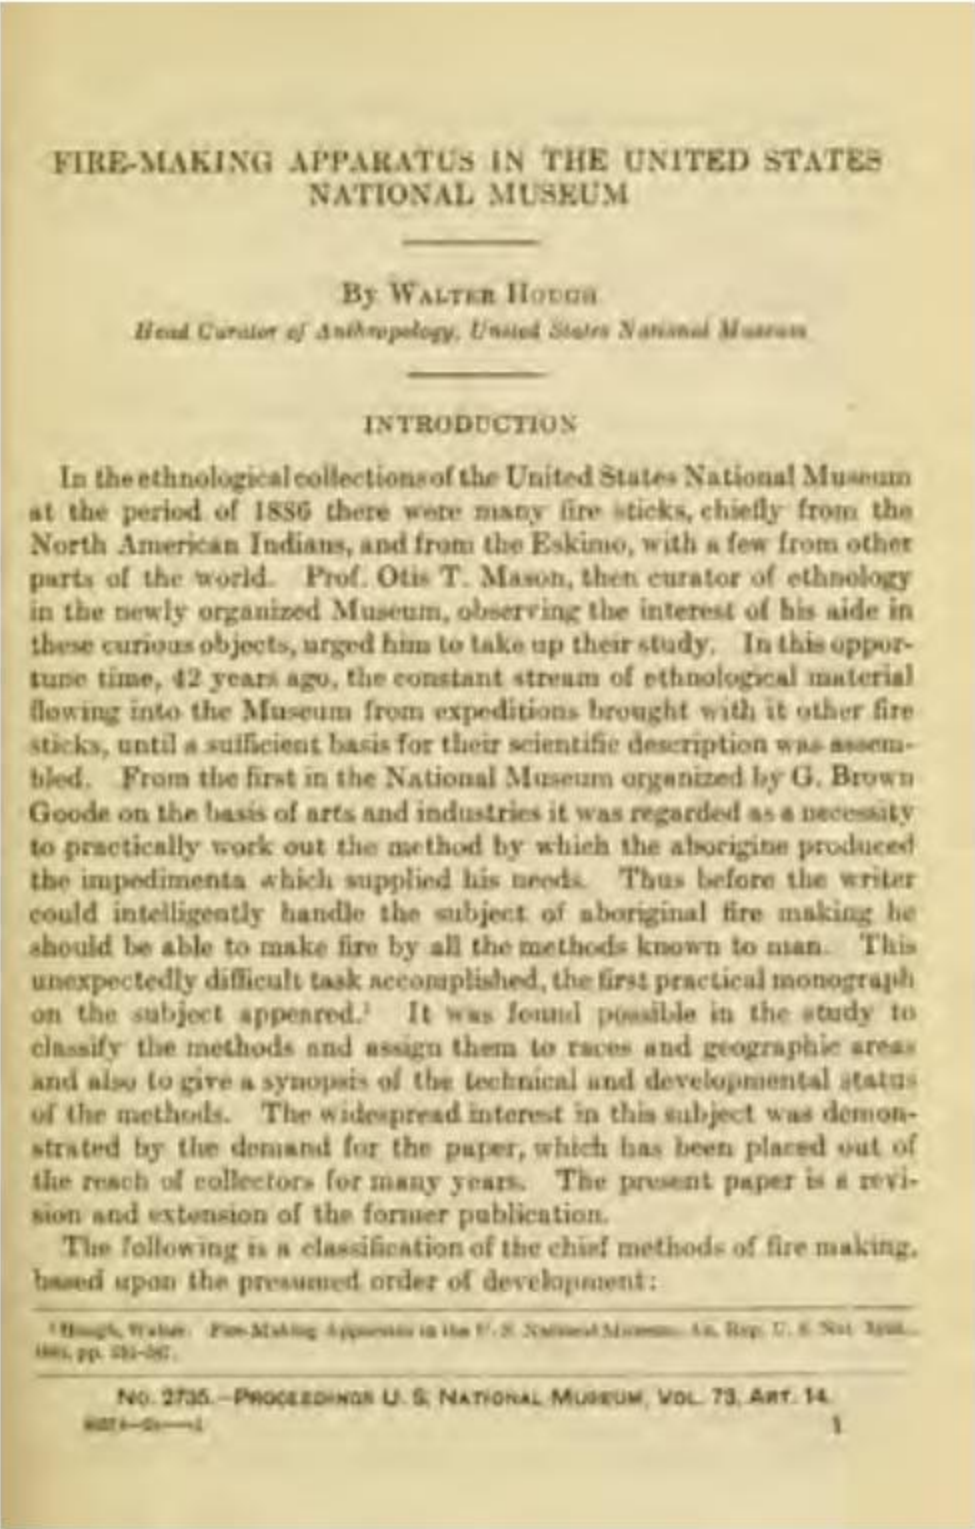 FIRE-MAKING APPARATUS IN THE UNITED STATES
NATIONAL MUSEUM
By WALTER HOUGH
Head Curator of Anthropology, United States National Museum
INTRODUCTION
In the ethnological collections of the United States National Museum
at the period of 1886 there were many fire sticks, chiefly from the
North American Indians, and from the Eskimo, with a few from other
parts of the world. Prof. Otis T. Mason, then curator of ethnology
in the newly organized Museum, observing the interest of his aide in
these curious objects, urged him to take up their study. In this oppor-
tune time, 42 years ago, the constant stream of ethnological material
flowing into the Museum from expeditions brought with it other fire
sticks, until a sufficient basis for their scientific description was assem-
bled. From the first in the National Museum organized by G. Brown
Goode on the basis of arts and industries it was regarded as a necessity
to practically work out the method by which the aborigine produced
the impedimenta which supplied his needs. Thus before the writer
could intelligently handle the subject of aboriginal fire making he
should be able to make fire by all the methods known to man. This
unexpectedly difficult task accomplished, the first practical monograph
on the subject appeared.¹ It was found possible in the study to
classify the methods and assign them to races and geographic areas
and also to give a synopsis of the technical and developmental status
of the methods. The widespread interest in this subject was demon-
strated by the demand for the paper, which has been placed out of
the reach of collectors for many years. The present paper is a revi-
sion and extension of the former publication.
The following is a classification of the chief methods of fire making,
based upon the presumed order of development:
¹ Hough, Walter. Fire-Making Apparatus in the U. S. National Museum. An. Rep. U. S. Nat. Mus.,
pp.
No. 2735.—PROCEEDINGS U. S. NATIONAL MUSEUM, VOL. 73, ART. 14.
1